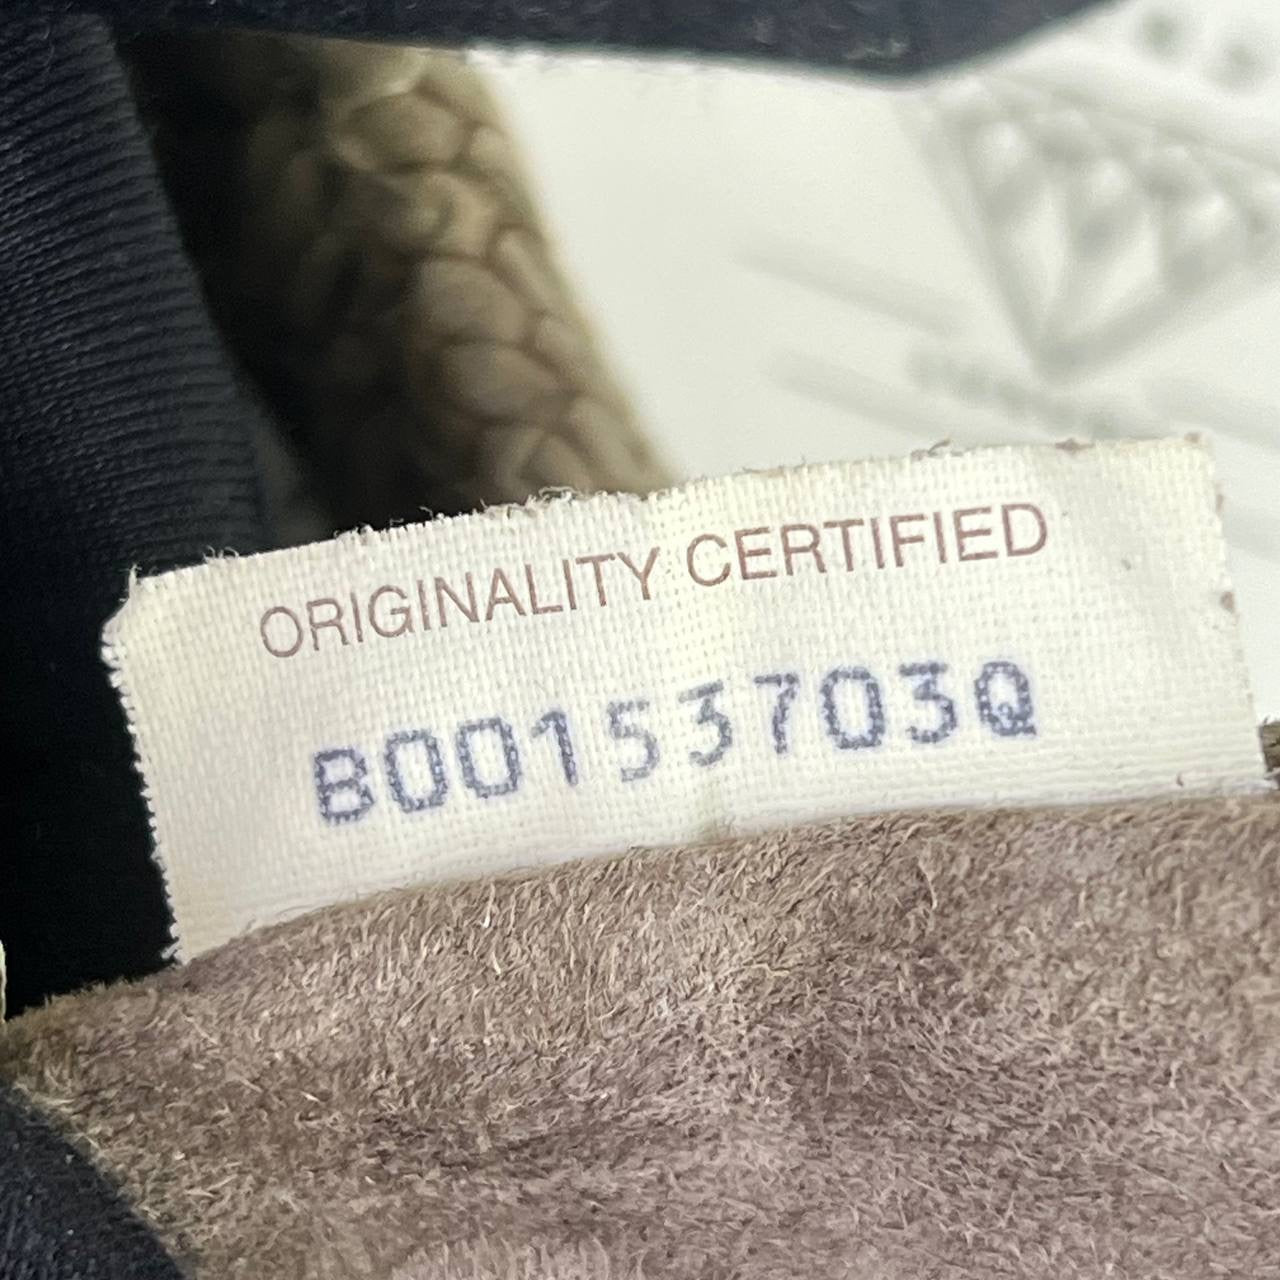 ORIGINALITY CERTIFIED
B00153703Q